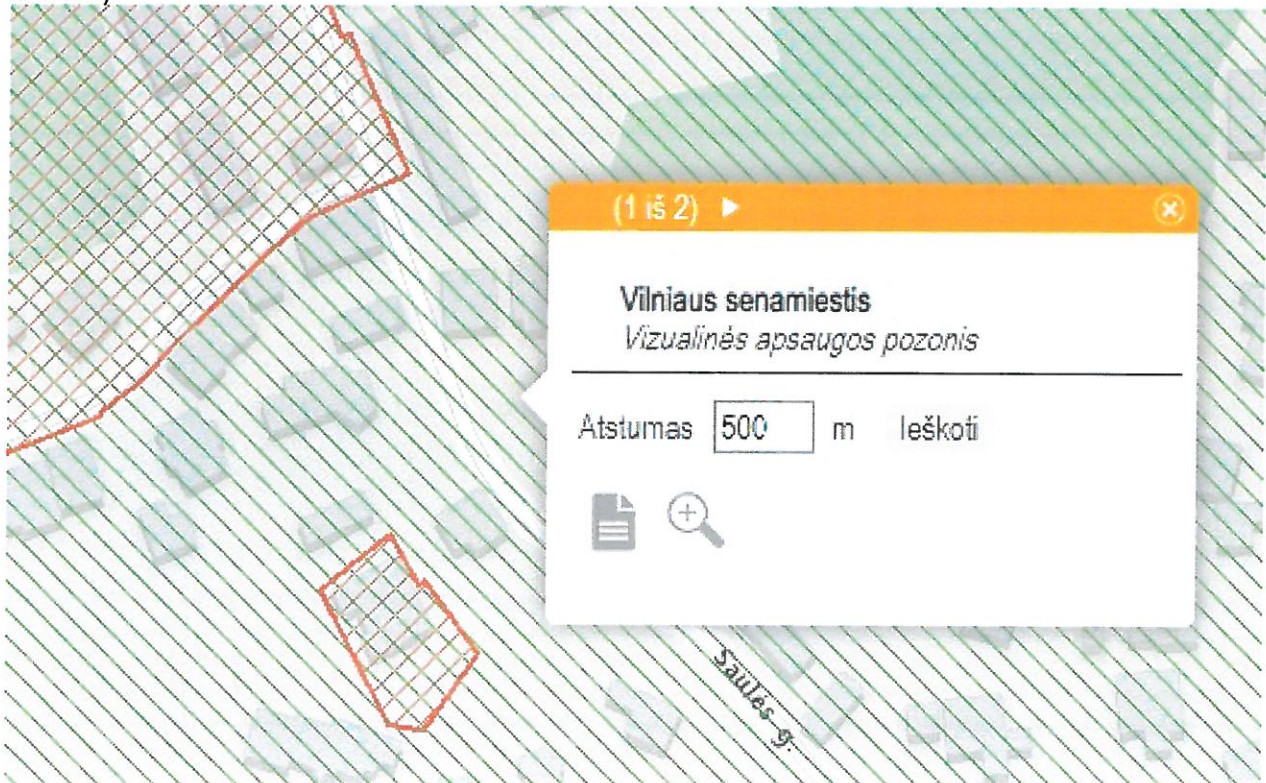 (1 iš 2)
Vilniaus senamiestis
Vizualinės apsaugos pozonis
Atstumas 500 m Ieškoti
Saulės g.